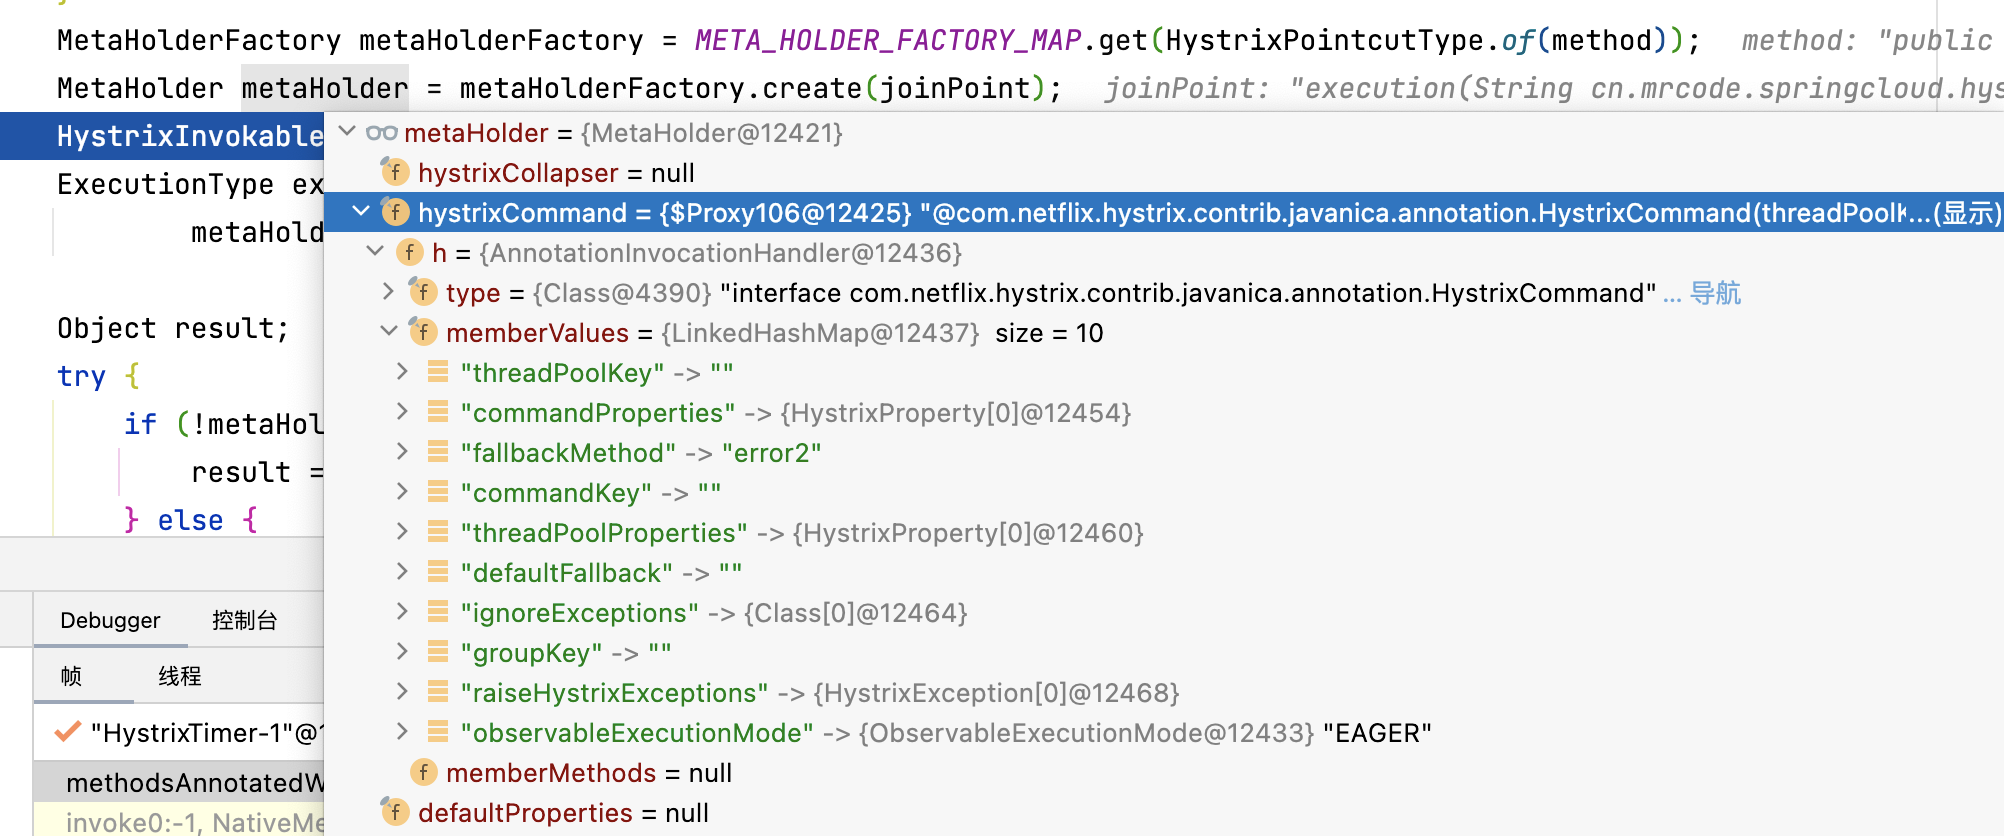 MetaHolderFactory metaHolderFactory = META_HOLDER_FACTORY_MAP.get(HystrixPointcutType.of(method)); method: "public
MetaHolder metaHolder = metaHolderFactory.create(joinPoint); joinPoint: "execution(String cn.mrcode.springcloud.hys
HystrixInvokable
ExecutionType ex
metaHold
Object result;
try {
if (!metaHol
result =
} else {
metaHolder = {MetaHolder@12421}
hystrixCollapser = null
hystrixCommand = {$Proxy106@12425} "@com.netflix.hystrix.contrib.javanica.annotation.HystrixCommand(threadPoolK...(显示)
h = {AnnotationInvocationHandler@12436}
type = {Class@4390} "interface com.netflix.hystrix.contrib.javanica.annotation.HystrixCommand" ... 导航
memberValues = {LinkedHashMap@12437} size = 10
"threadPoolKey" -> ""
"commandProperties" -> {HystrixProperty[0]@12454}
"fallbackMethod" -> "error2"
"commandKey" -> ""
"threadPoolProperties" -> {HystrixProperty[0]@12460}
"defaultFallback" -> ""
"ignoreExceptions" -> {Class[0]@12464}
"groupKey" -> ""
"raiseHystrixExceptions" -> {HystrixException[0]@12468}
"observableExecutionMode" -> {ObservableExecutionMode@12433} "EAGER"
memberMethods = null
defaultProperties = null
Debugger 控制台
帧 线程
"HystrixTimer-1"@1
methodsAnnotatedW
invoke0:-1, NativeMe